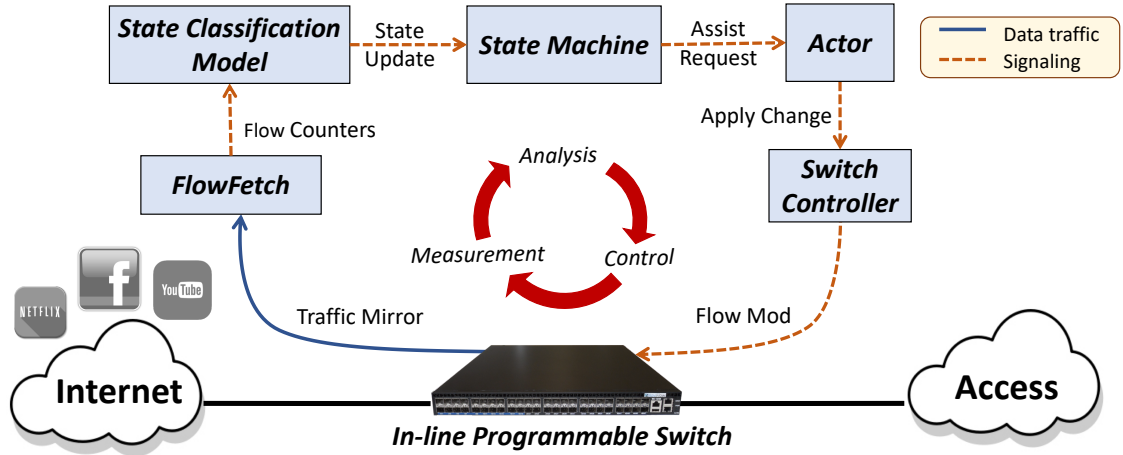 State Classification
Model
State
Update
State Machine
Assist
Request
Actor
Data traffic
Signaling
Flow Counters
Apply Change
FlowFetch
Analysis
Switch
Controller
Measurement
Control
NETFLIX
f
YouTube
Traffic Mirror
Flow Mod
Internet
Access
In-line Programmable Switch